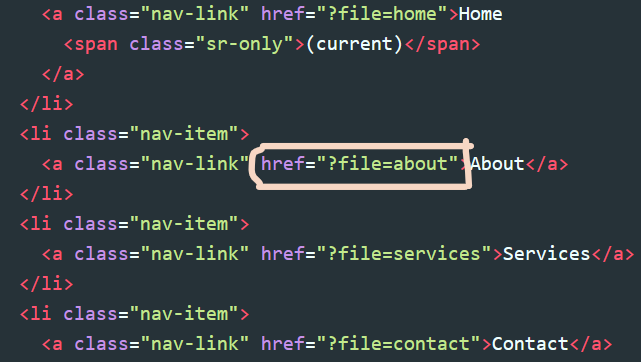 <a class="nav-link" href="?file=home">Home
<span class="sr-only">(current)</span>
</a>
</li>
<li class="nav-item">
<a class="nav-link" href="?file=about">About</a>
</li>
<li class="nav-item">
<a class="nav-link" href="?file=services">Services</a>
</li>
<li class="nav-item">
<a class="nav-link" href="?file=contact">Contact</a>